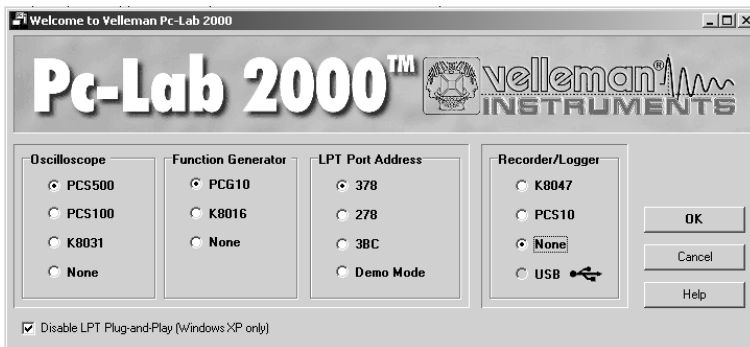 Welcome to Velleman Pc-Lab 2000
Pc-Lab 2000™
velleman®
INSTRUMENTS
Oscilloscope
PCS500
PCS100
K8031
None
Function Generator
PCG10
K8016
None
LPT Port Address
378
278
3BC
Demo Mode
Recorder/Logger
K8047
PCS10
None
USB
OK
Cancel
Help
Disable LPT Plug-and-Play (Windows XP only)